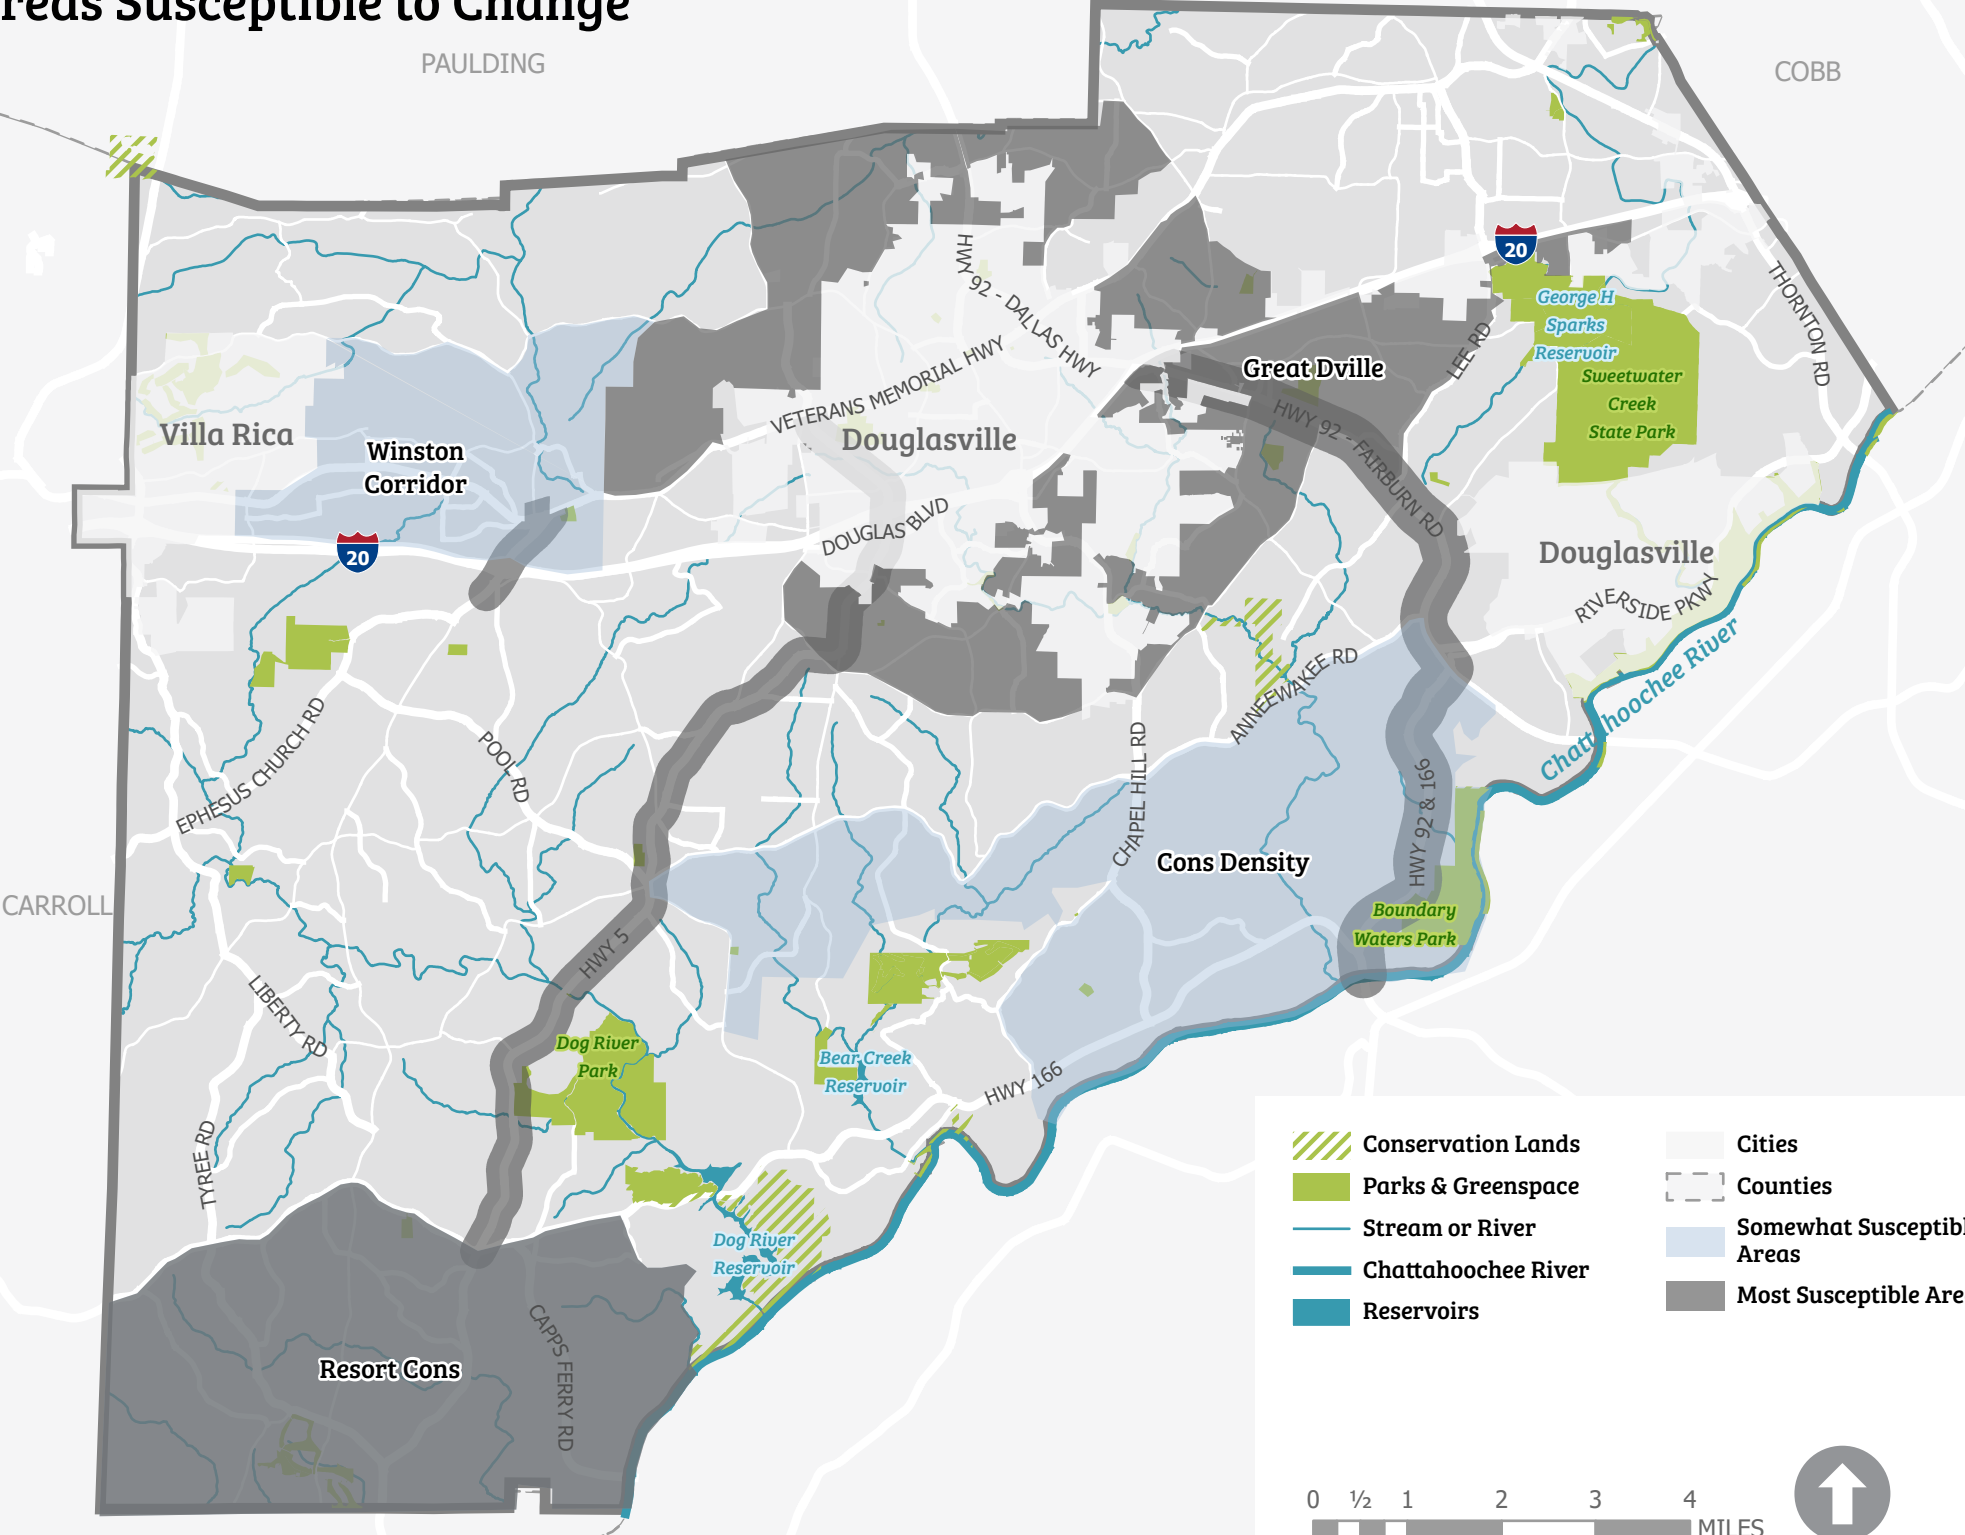 reas Susceptible to Change
PAULDING
COBB
HWY 92 - DALLAS HWY
20
THORNTON RD
George H
Sparks
Reservoir
LEE RD
Great Dville
Sweetwater
Creek
State Park
VETERANS MEMORIAL HWY
HWY 92 - FAIRBURN RD
Villa Rica
Douglasville
Winston
Corridor
DOUGLAS BLVD
20
Douglasville
RIVERSIDE PKWY
Chattahoochee River
ANNEEWAKEE RD
EPHESUS CHURCH RD
POOL RD
CHAPEL HILL RD
HWY 92 & 166
Cons Density
CARROLL
Boundary
Waters Park
HWY 5
LIBERTY RD
Dog River
Park
Bear Creek
Reservoir
HWY 166
TYREE RD
Dog River
Reservoir
CAPPS FERRY RD
Resort Cons
Conservation Lands
Parks & Greenspace
Stream or River
Chattahoochee River
Reservoirs
Cities
Counties
Somewhat Susceptibl
Areas
Most Susceptible Are
0 ½ 1 2 3 4
MILES